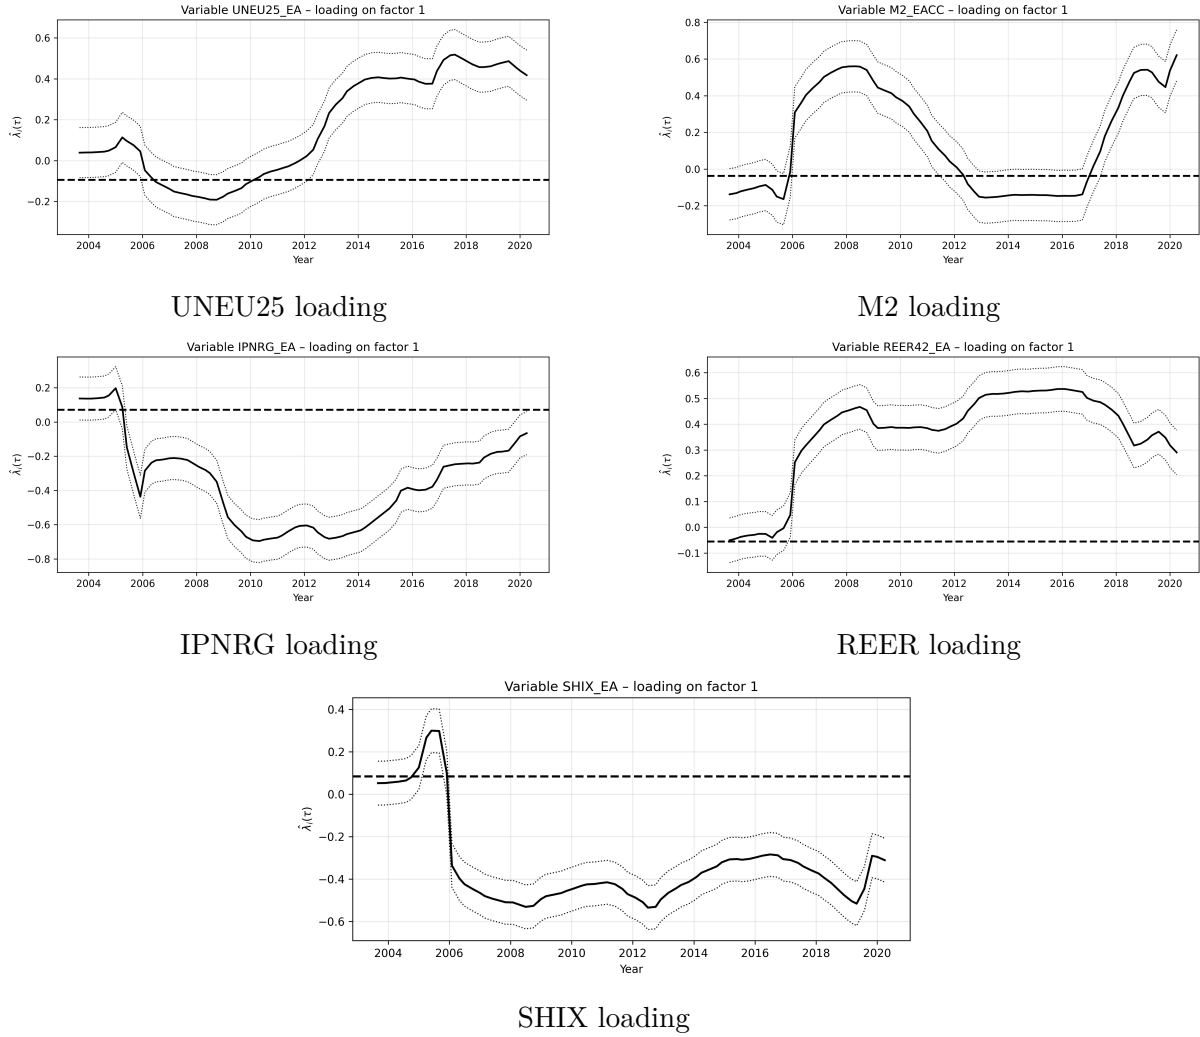 Variable UNEU25_EA – loading on factor 1
0.6
0.4
0.2
0.0
−0.2
λ̂ᵢ(τ)
2004 2006 2008 2010 2012 2014 2016 2018 2020
Year
UNEU25 loading
Variable M2_EACC – loading on factor 1
0.8
0.6
0.4
0.2
0.0
−0.2
λ̂ᵢ(τ)
2004 2006 2008 2010 2012 2014 2016 2018 2020
Year
M2 loading
Variable IPNRG_EA – loading on factor 1
0.2
0.0
−0.2
−0.4
−0.6
−0.8
λ̂ᵢ(τ)
2004 2006 2008 2010 2012 2014 2016 2018 2020
Year
IPNRG loading
Variable REER42_EA – loading on factor 1
0.6
0.5
0.4
0.3
0.2
0.1
0.0
−0.1
λ̂ᵢ(τ)
2004 2006 2008 2010 2012 2014 2016 2018 2020
Year
REER loading
Variable SHIX_EA – loading on factor 1
0.4
0.2
0.0
−0.2
−0.4
−0.6
λ̂ᵢ(τ)
2004 2006 2008 2010 2012 2014 2016 2018 2020
Year
SHIX loading